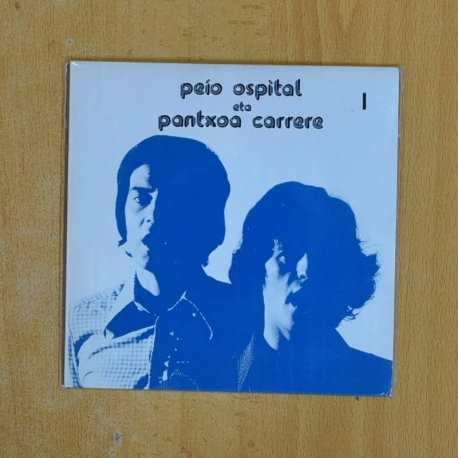 peio ospital
eta
pantxoa carrere
I